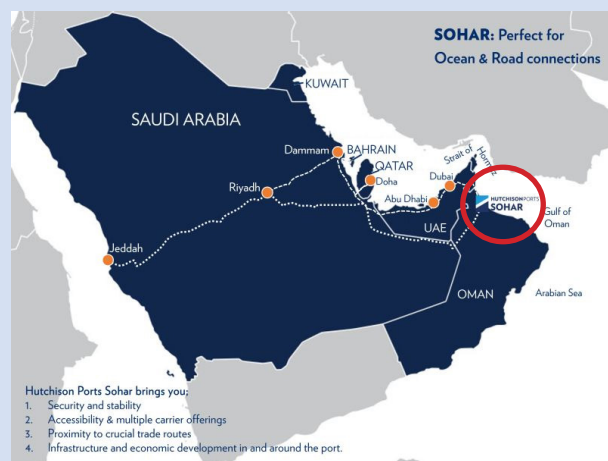 SOHAR: Perfect for
Ocean & Road connections
KUWAIT
SAUDI ARABIA
Dammam
BAHRAIN
QATAR
Doha
Strait of
Hormuz
Dubai
Riyadh
Abu Dhabi
HUTCHISON PORTS
SOHAR
Gulf of
Oman
UAE
Jeddah
OMAN
Arabian Sea
Hutchison Ports Sohar brings you;
1. Security and stability
2. Accessibility & multiple carrier offerings
3. Proximity to crucial trade routes
4. Infrastructure and economic development in and around the port.